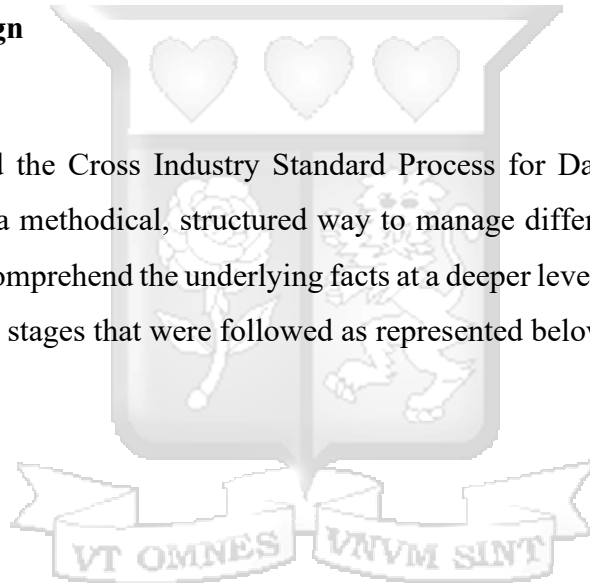 gn
d the Cross Industry Standard Process for Da
a methodical, structured way to manage differ
omprehend the underlying facts at a deeper leve
stages that were followed as represented below
VT OMNES VNVM SINT